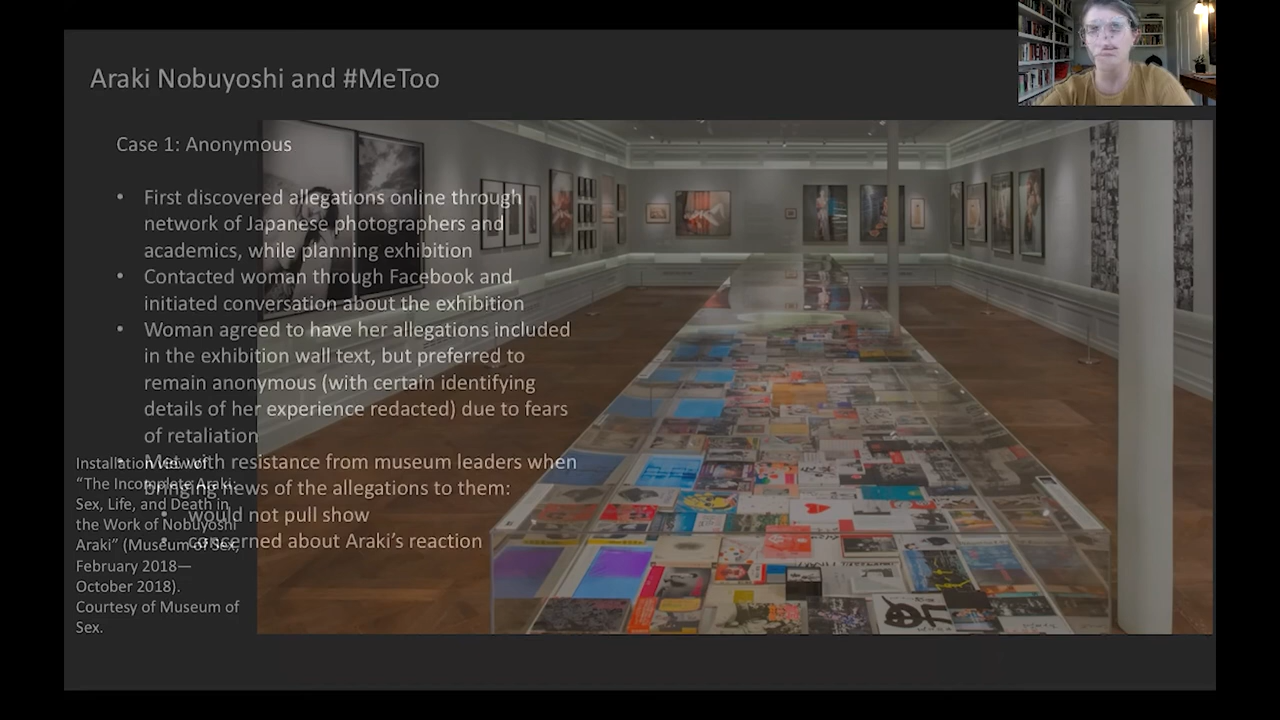 Araki Nobuyoshi and #MeToo
Case 1: Anonymous
• First discovered allegations online through
network of Japanese photographers and
academics, while planning exhibition
• Contacted woman through Facebook and
initiated conversation about the exhibition
• Woman agreed to have her allegations included
in the exhibition wall text, but preferred to
remain anonymous (with certain identifying
details of her experience redacted) due to fears
of retaliation
• Met with resistance from museum leaders when
bringing news of the allegations to them:
• would not pull show
• concerned about Araki’s reaction
Installation view of
“The Incomplete Araki:
Sex, Life, and Death in
the Work of Nobuyoshi
Araki” (Museum of Sex,
February 2018—
October 2018).
Courtesy of Museum of
Sex.